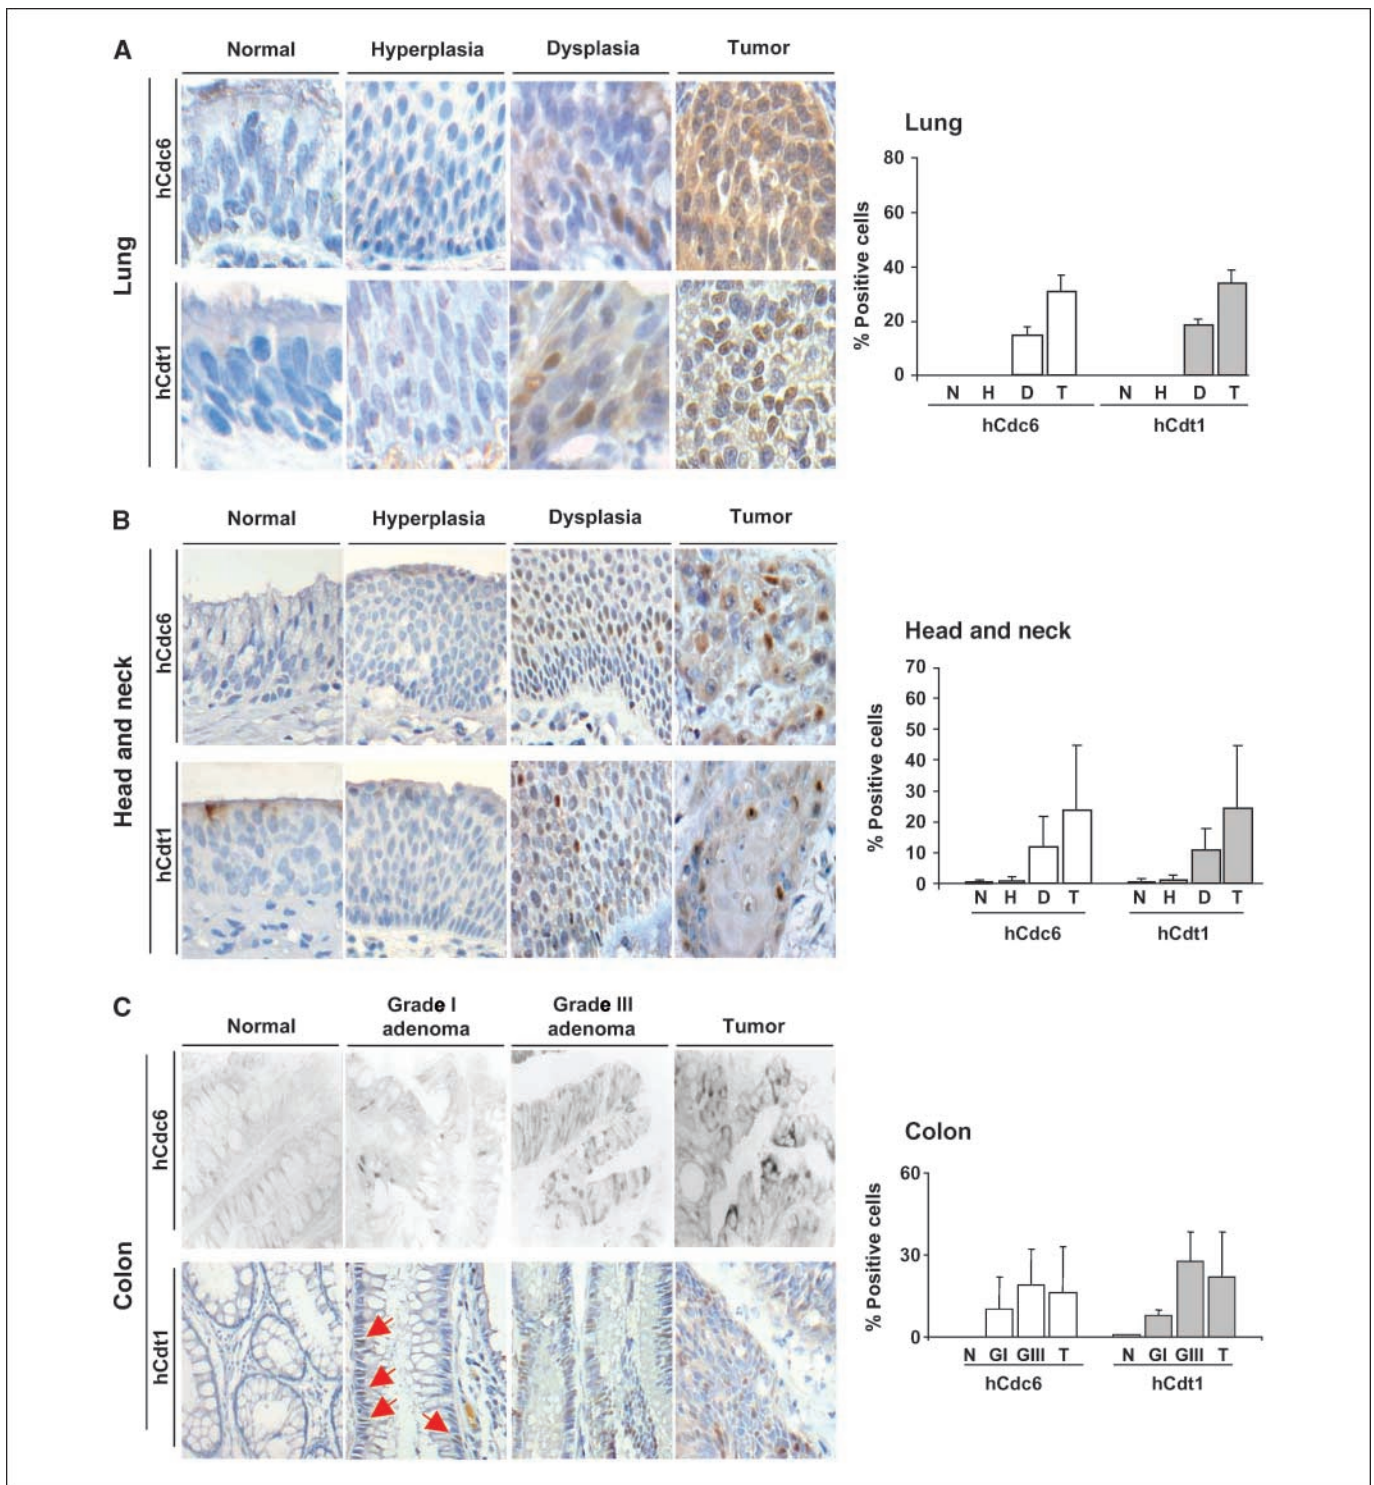 A
Normal Hyperplasia Dysplasia Tumor
Lung
hCdc6
hCdt1
Lung
% Positive cells
80
60
40
20
0
N H D T N H D T
hCdc6 hCdt1
B
Normal Hyperplasia Dysplasia Tumor
Head and neck
hCdc6
hCdt1
Head and neck
% Positive cells
70
60
50
40
30
20
10
0
N H D T N H D T
hCdc6 hCdt1
C
Normal Grade I adenoma Grade III adenoma Tumor
Colon
hCdc6
hCdt1
Colon
% Positive cells
60
30
0
N GI GIII T N GI GIII T
hCdc6 hCdt1